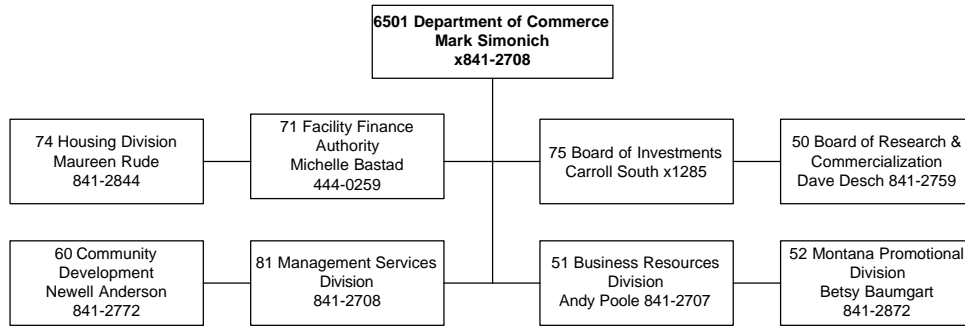 6501 Department of Commerce
Mark Simonich
x841-2708
74 Housing Division
Maureen Rude
841-2844
71 Facility Finance
Authority
Michelle Bastad
444-0259
75 Board of Investments
Carroll South x1285
50 Board of Research &
Commercialization
Dave Desch 841-2759
60 Community
Development
Newell Anderson
841-2772
81 Management Services
Division
841-2708
51 Business Resources
Division
Andy Poole 841-2707
52 Montana Promotional
Division
Betsy Baumgart
841-2872